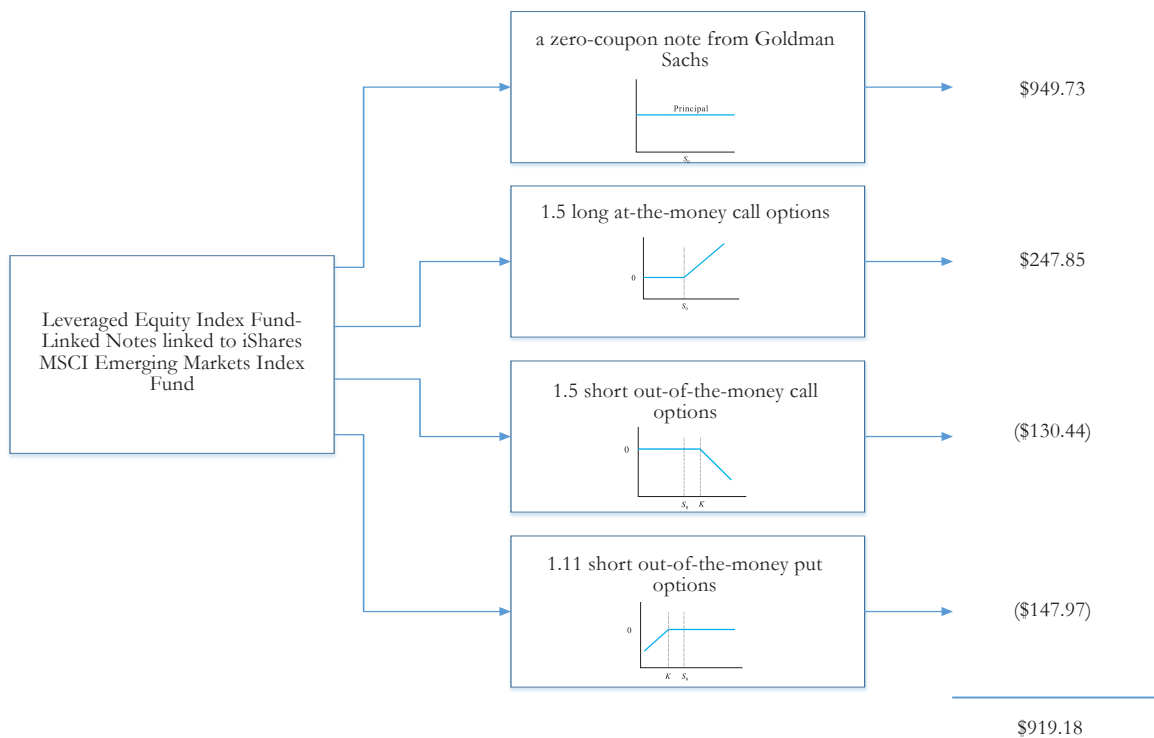 a zero-coupon note from Goldman
Sachs
Principal
S₀
$949.73
1.5 long at-the-money call options
0
S₀
$247.85
Leveraged Equity Index Fund-
Linked Notes linked to iShares
MSCI Emerging Markets Index
Fund
1.5 short out-of-the-money call
options
0
S₀ K
($130.44)
1.11 short out-of-the-money put
options
0
K S₀
($147.97)
$919.18